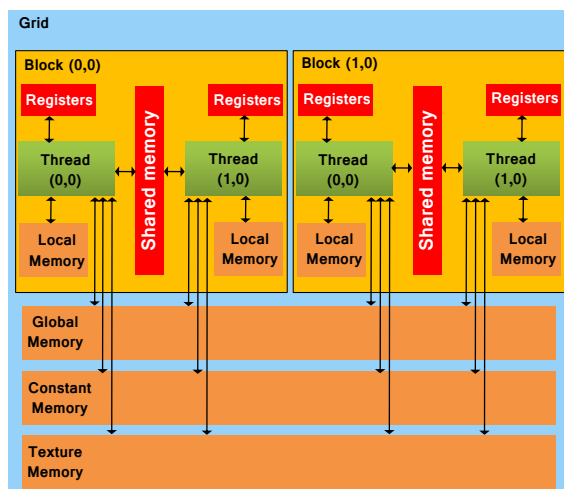 Grid
Block (0,0)
Registers
Registers
Thread
(0,0)
Shared memory
Thread
(1,0)
Local
Memory
Local
Memory
Block (1,0)
Registers
Registers
Thread
(0,0)
Shared memory
Thread
(1,0)
Local
Memory
Local
Memory
Global
Memory
Constant
Memory
Texture
Memory